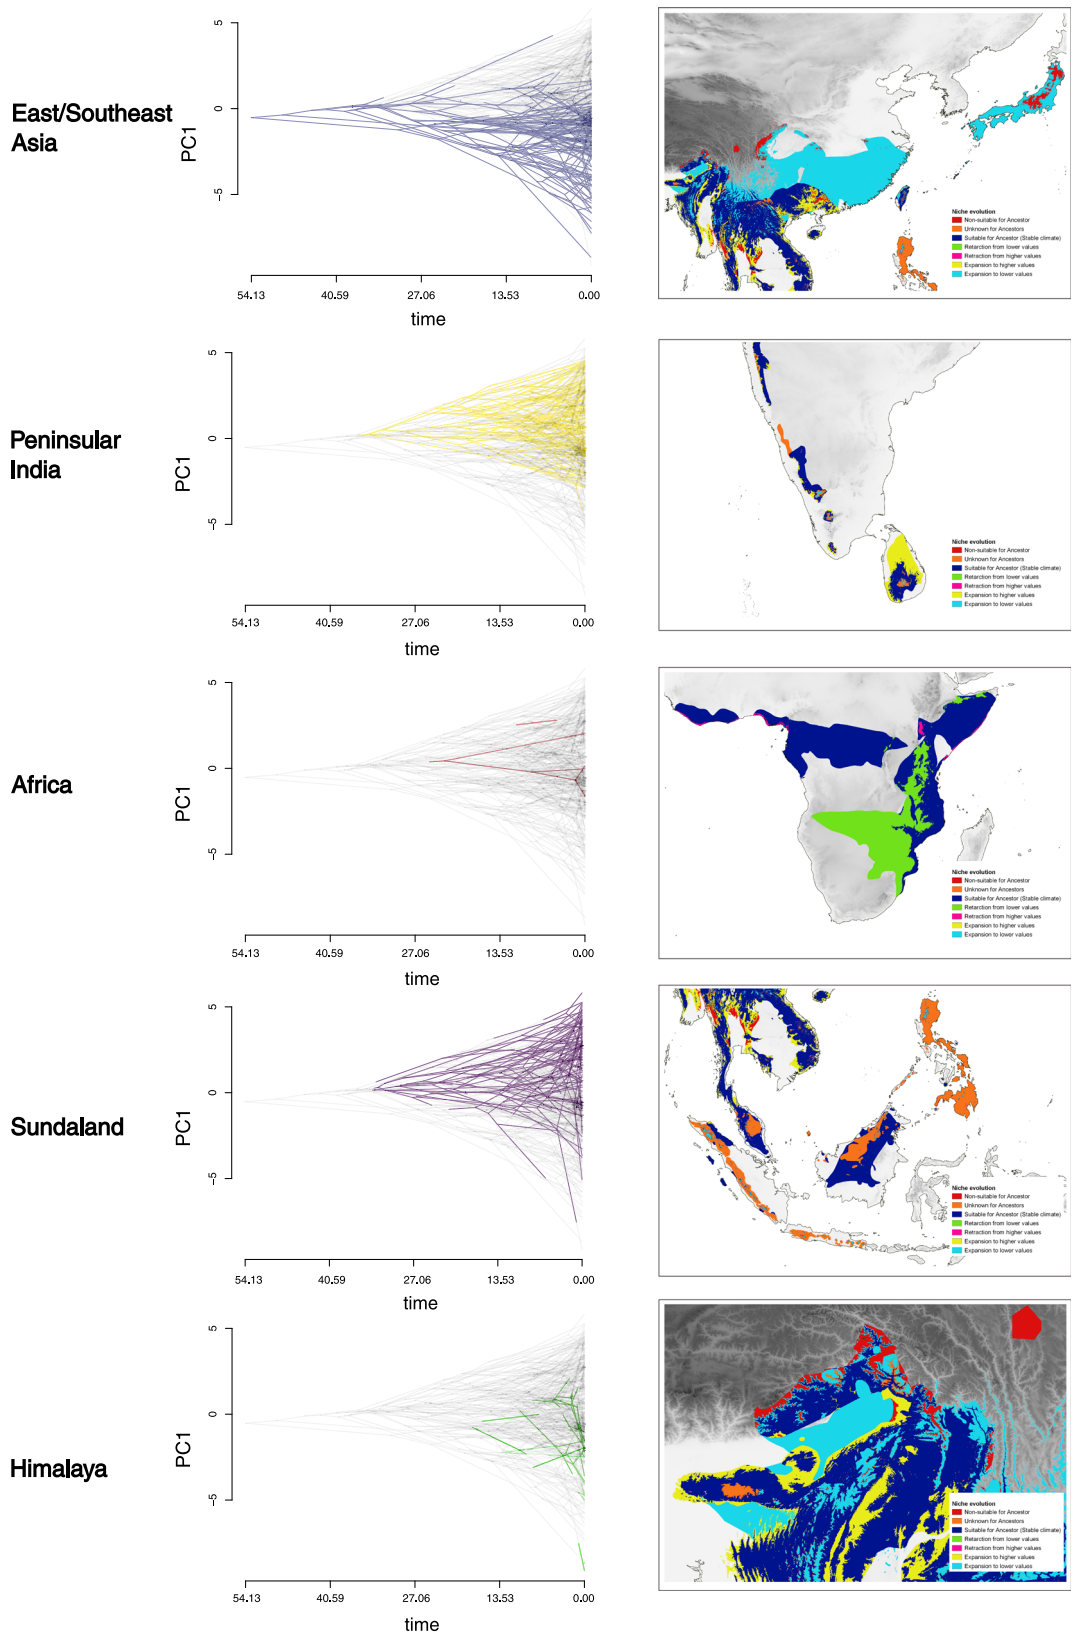 East/Southeast
Asia
PC1
5
0
−5
54.13
40.59
27.06
13.53
0.00
time
Niche evolution
Non-suitable for Ancestor
Unknown for Ancestors
Suitable for Ancestor (Stable climate)
Retarction from lower values
Retraction from higher values
Expansion to higher values
Expansion to lower values
Peninsular
India
PC1
5
0
−5
54.13
40.59
27.06
13.53
0.00
time
Niche evolution
Non-suitable for Ancestor
Unknown for Ancestors
Suitable for Ancestor (Stable climate)
Retarction from lower values
Retraction from higher values
Expansion to higher values
Expansion to lower values
Africa
PC1
5
0
−5
54.13
40.59
27.06
13.53
0.00
time
Niche evolution
Non-suitable for Ancestor
Unknown for Ancestors
Suitable for Ancestor (Stable climate)
Retarction from lower values
Retraction from higher values
Expansion to higher values
Expansion to lower values
Sundaland
PC1
5
0
−5
54.13
40.59
27.06
13.53
0.00
time
Niche evolution
Non-suitable for Ancestor
Unknown for Ancestors
Suitable for Ancestor (Stable climate)
Retarction from lower values
Retraction from higher values
Expansion to higher values
Expansion to lower values
Himalaya
PC1
5
0
−5
54.13
40.59
27.06
13.53
0.00
time
Niche evolution
Non-suitable for Ancestor
Unknown for Ancestors
Suitable for Ancestor (Stable climate)
Retarction from lower values
Retraction from higher values
Expansion to higher values
Expansion to lower values